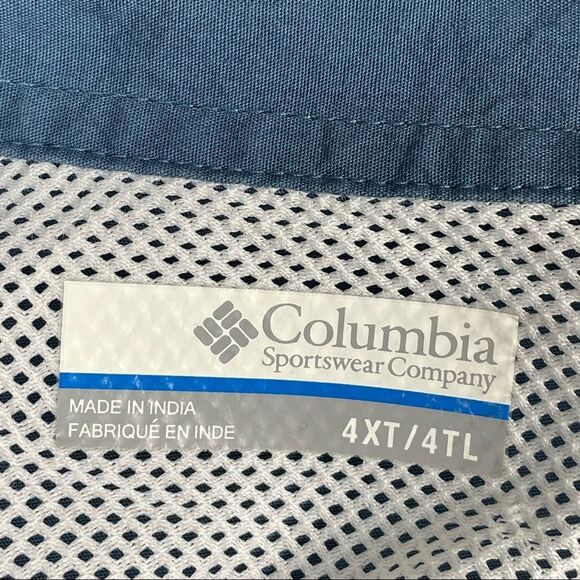 Columbia
Sportswear Company
MADE IN INDIA
FABRIQUÉ EN INDE
4XT/4TL